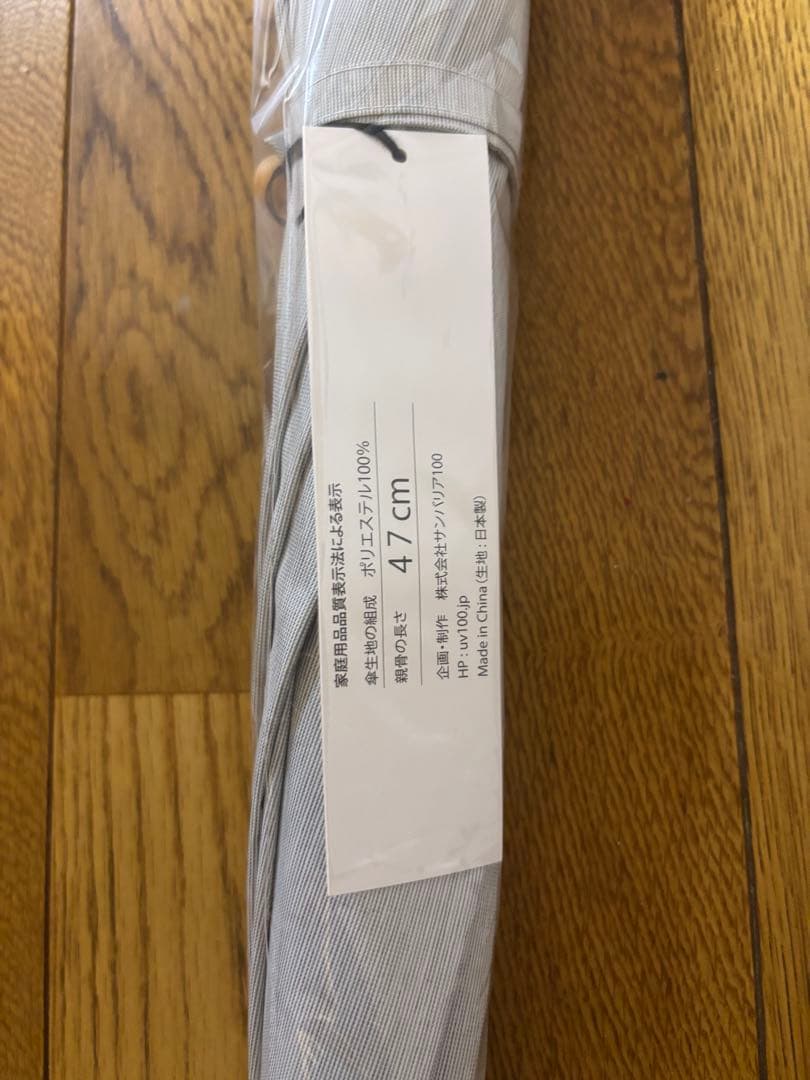 家庭用品品質表示法による表示
傘生地の組成 ポリエステル100%
親骨の長さ 47cm
企画・制作 株式会社サンバリア100
HP : uv100.jp
Made in China (生地 : 日本製)